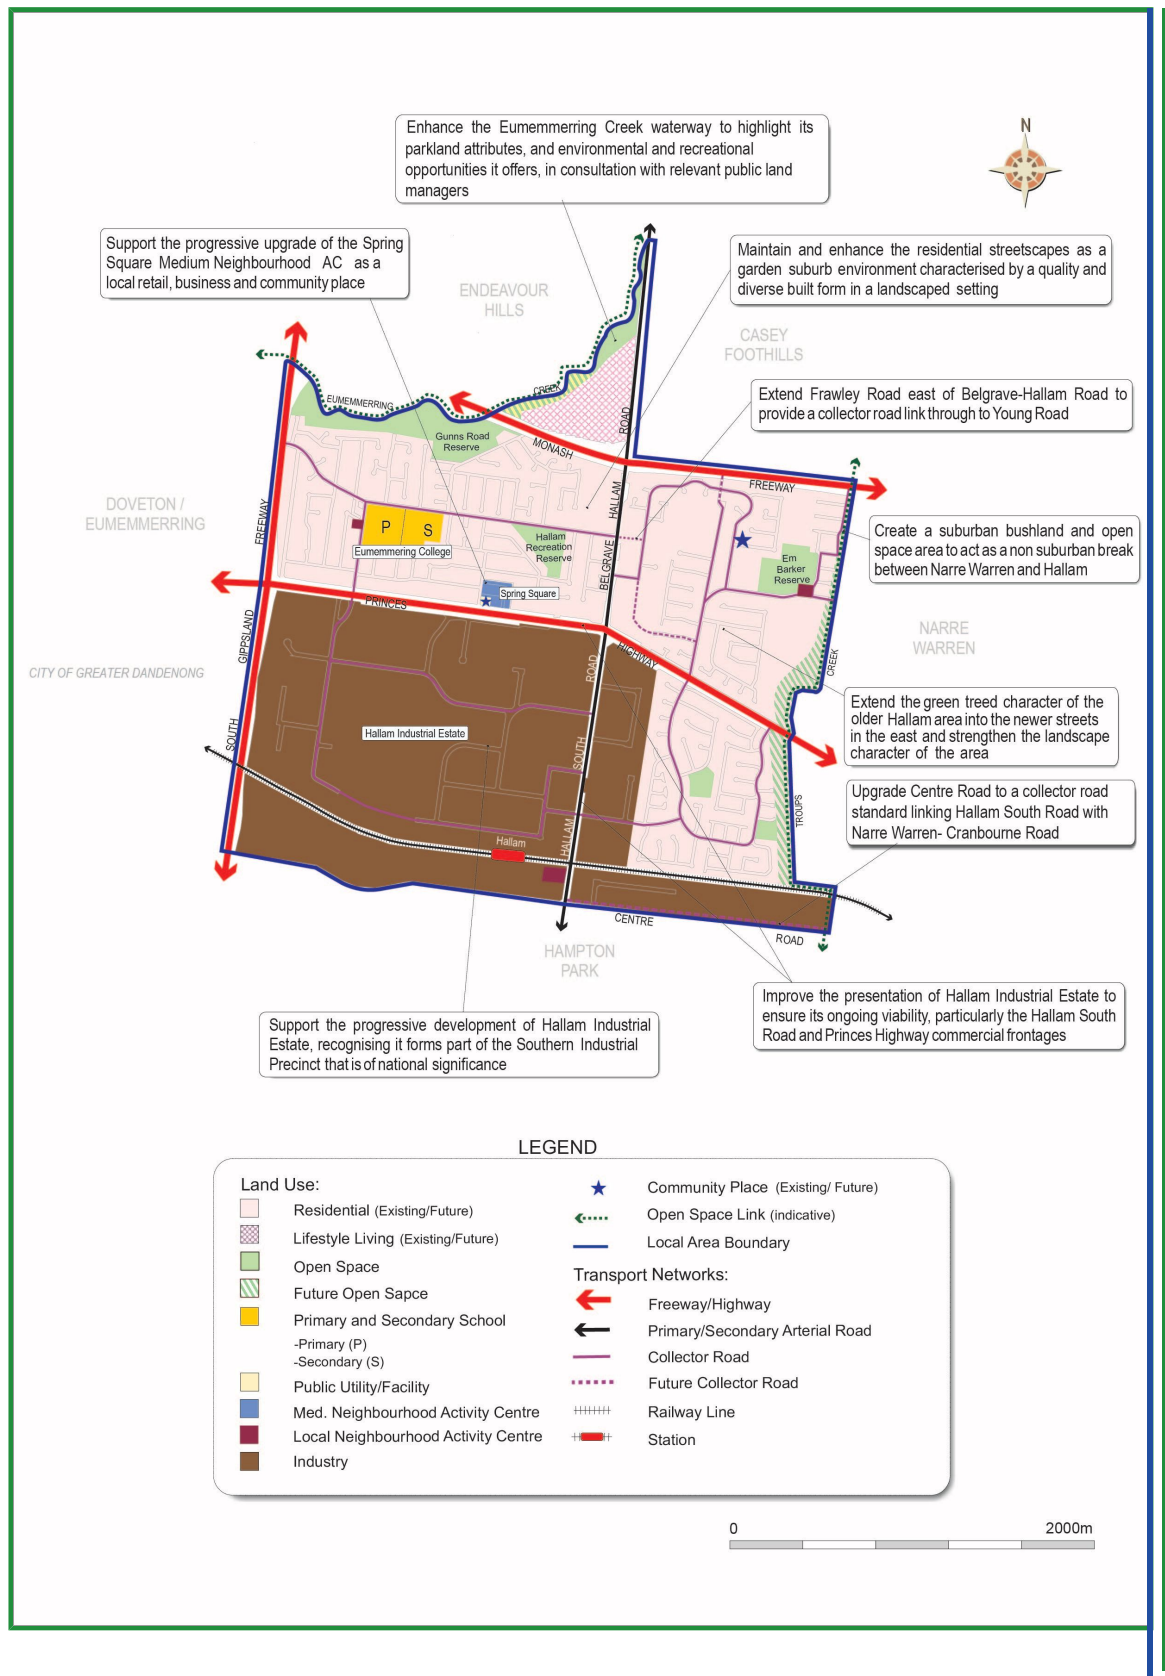 Enhance the Eumemmerring Creek waterway to highlight its
parkland attributes, and environmental and recreational
opportunities it offers, in consultation with relevant public land
managers
N
Support the progressive upgrade of the Spring
Square Medium Neighbourhood AC as a
local retail, business and community place
Maintain and enhance the residential streetscapes as a
garden suburb environment characterised by a quality and
diverse built form in a landscaped setting
ENDEAVOUR
HILLS
CASEY
FOOTHILLS
Extend Frawley Road east of Belgrave-Hallam Road to
provide a collector road link through to Young Road
EUMEMMERRING
CREEK
Gunns Road
Reserve
MONASH
FREEWAY
ROAD
HALLAM
BELGRAVE
DOVETON /
EUMEMMERRING
FREEWAY
GIPPSLAND
SOUTH
P
S
Eumemmering College
Hallam
Recreation
Reserve
Em
Barker
Reserve
Create a suburban bushland and open
space area to act as a non suburban break
between Narre Warren and Hallam
Spring Square
PRINCES
HIGHWAY
NARRE
WARREN
CREEK
TROUPS
CITY OF GREATER DANDENONG
ROAD
SOUTH
HALLAM
Hallam Industrial Estate
Extend the green treed character of the
older Hallam area into the newer streets
in the east and strengthen the landscape
character of the area
Upgrade Centre Road to a collector road
standard linking Hallam South Road with
Narre Warren- Cranbourne Road
Hallam
CENTRE
ROAD
HAMPTON
PARK
Improve the presentation of Hallam Industrial Estate to
ensure its ongoing viability, particularly the Hallam South
Road and Princes Highway commercial frontages
Support the progressive development of Hallam Industrial
Estate, recognising it forms part of the Southern Industrial
Precinct that is of national significance
LEGEND
Land Use:
Residential (Existing/Future)
Lifestyle Living (Existing/Future)
Open Space
Future Open Sapce
Primary and Secondary School
-Primary (P)
-Secondary (S)
Public Utility/Facility
Med. Neighbourhood Activity Centre
Local Neighbourhood Activity Centre
Industry
Community Place (Existing/ Future)
Open Space Link (indicative)
Local Area Boundary
Transport Networks:
Freeway/Highway
Primary/Secondary Arterial Road
Collector Road
Future Collector Road
Railway Line
Station
0 2000m